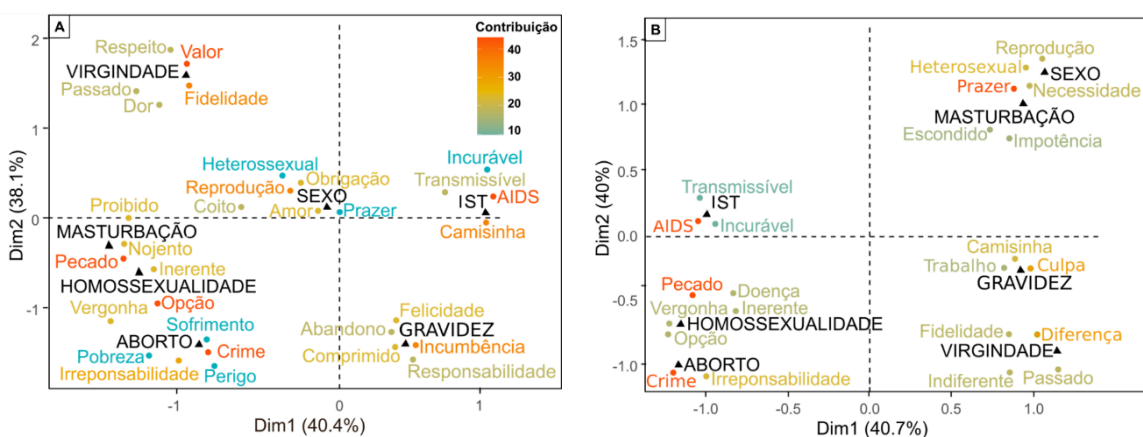 A
Contribuição
40
30
20
10
Respeito
Valor
VIRGINDADE
Passado
Fidelidade
Dor
Heterossexual
Incurável
Obrigação
Transmissível
Reprodução
AIDS
SEXO
IST
Coito
Amor
Prazer
Proibido
Camisinha
MASTURBAÇÃO
Nojento
Pecado
Inerente
HOMOSSEXUALIDADE
Opção
Vergonha
Felicidade
Sofrimento
Abandono
GRAVIDEZ
ABORTO
Crime
Comprimido
Incumbência
Pobreza
Responsabilidade
Irreponsabilidade
Perigo
2
1
0
-1
Dim2 (38.1%)
-1
0
1
Dim1 (40.4%)
B
Reprodução
Heterosexual
SEXO
Prazer
Necessidade
MASTURBAÇÃO
Escondido
Impotência
Transmissível
IST
AIDS
Incurável
Camisinha
Trabalho
Culpa
GRAVIDEZ
Pecado
Doença
Vergonha
Inerente
HOMOSSEXUALIDADE
Opção
Fidelidade
Diferença
VIRGINDADE
ABORTO
Crime
Irreponsabilidade
Indiferente
Passado
1.5
1.0
0.5
0.0
-0.5
-1.0
Dim2 (40%)
-1.0
-0.5
0.0
0.5
1.0
Dim1 (40.7%)